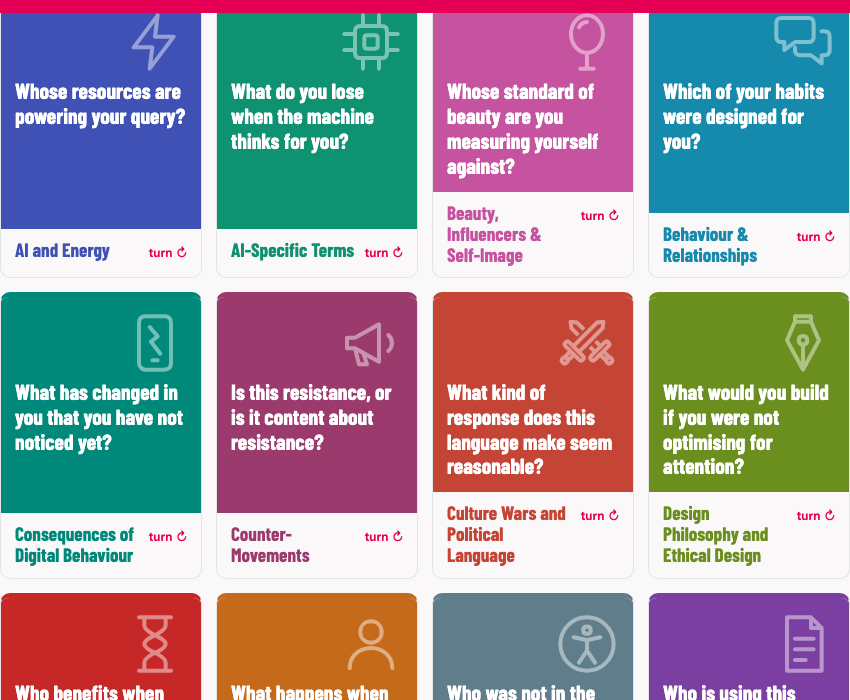 Whose resources are
powering your query?
AI and Energy
turn ↻
What do you lose
when the machine
thinks for you?
AI-Specific Terms
turn ↻
Whose standard of
beauty are you
measuring yourself
against?
Beauty,
Influencers &
Self-Image
turn ↻
Which of your habits
were designed for
you?
Behaviour &
Relationships
turn ↻
What has changed in
you that you have not
noticed yet?
Consequences of
Digital Behaviour
turn ↻
Is this resistance, or
is it content about
resistance?
Counter-
Movements
turn ↻
What kind of
response does this
language make seem
reasonable?
Culture Wars and
Political
Language
turn ↻
What would you build
if you were not
optimising for
attention?
Design
Philosophy and
Ethical Design
turn ↻
Who benefits when
What happens when
Who was not in the
Who is using this